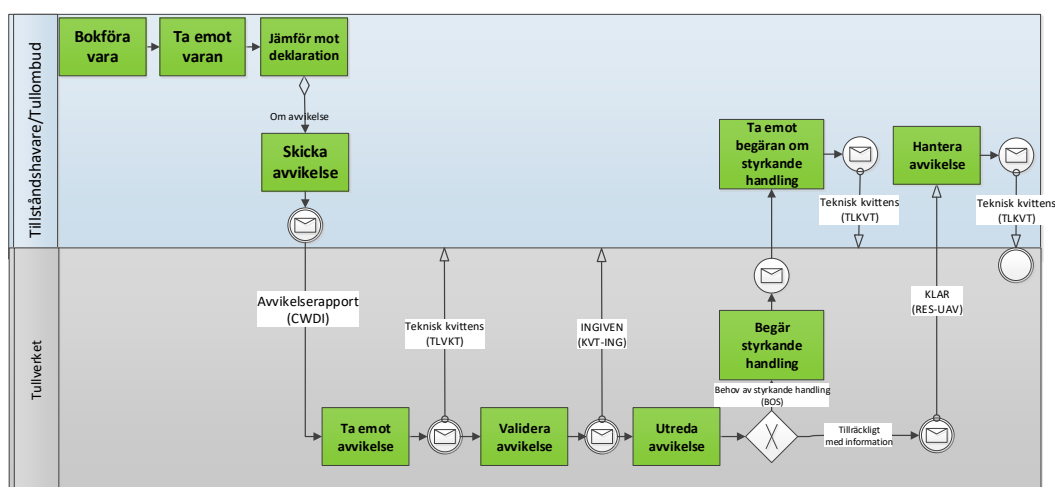 Tillståndshavare/Tullombud
Bokföra
vara
Ta emot
varan
Jämför mot
deklaration
Om avvikelse
Skicka
avvikelse
Ta emot
begäran om
styrkande
handling
Teknisk kvittens
(TLKVT)
Hantera
avvikelse
Teknisk kvittens
(TLKVT)
Tullverket
Avvikelserapport
(CWDI)
Teknisk kvittens
(TLVKT)
INGIVEN
(KVT-ING)
KLAR
(RES-UAV)
Begär
styrkande
handling
Behov av styrkande handling
(BOS)
Ta emot
avvikelse
Validera
avvikelse
Utreda
avvikelse
Tillräckligt
med information